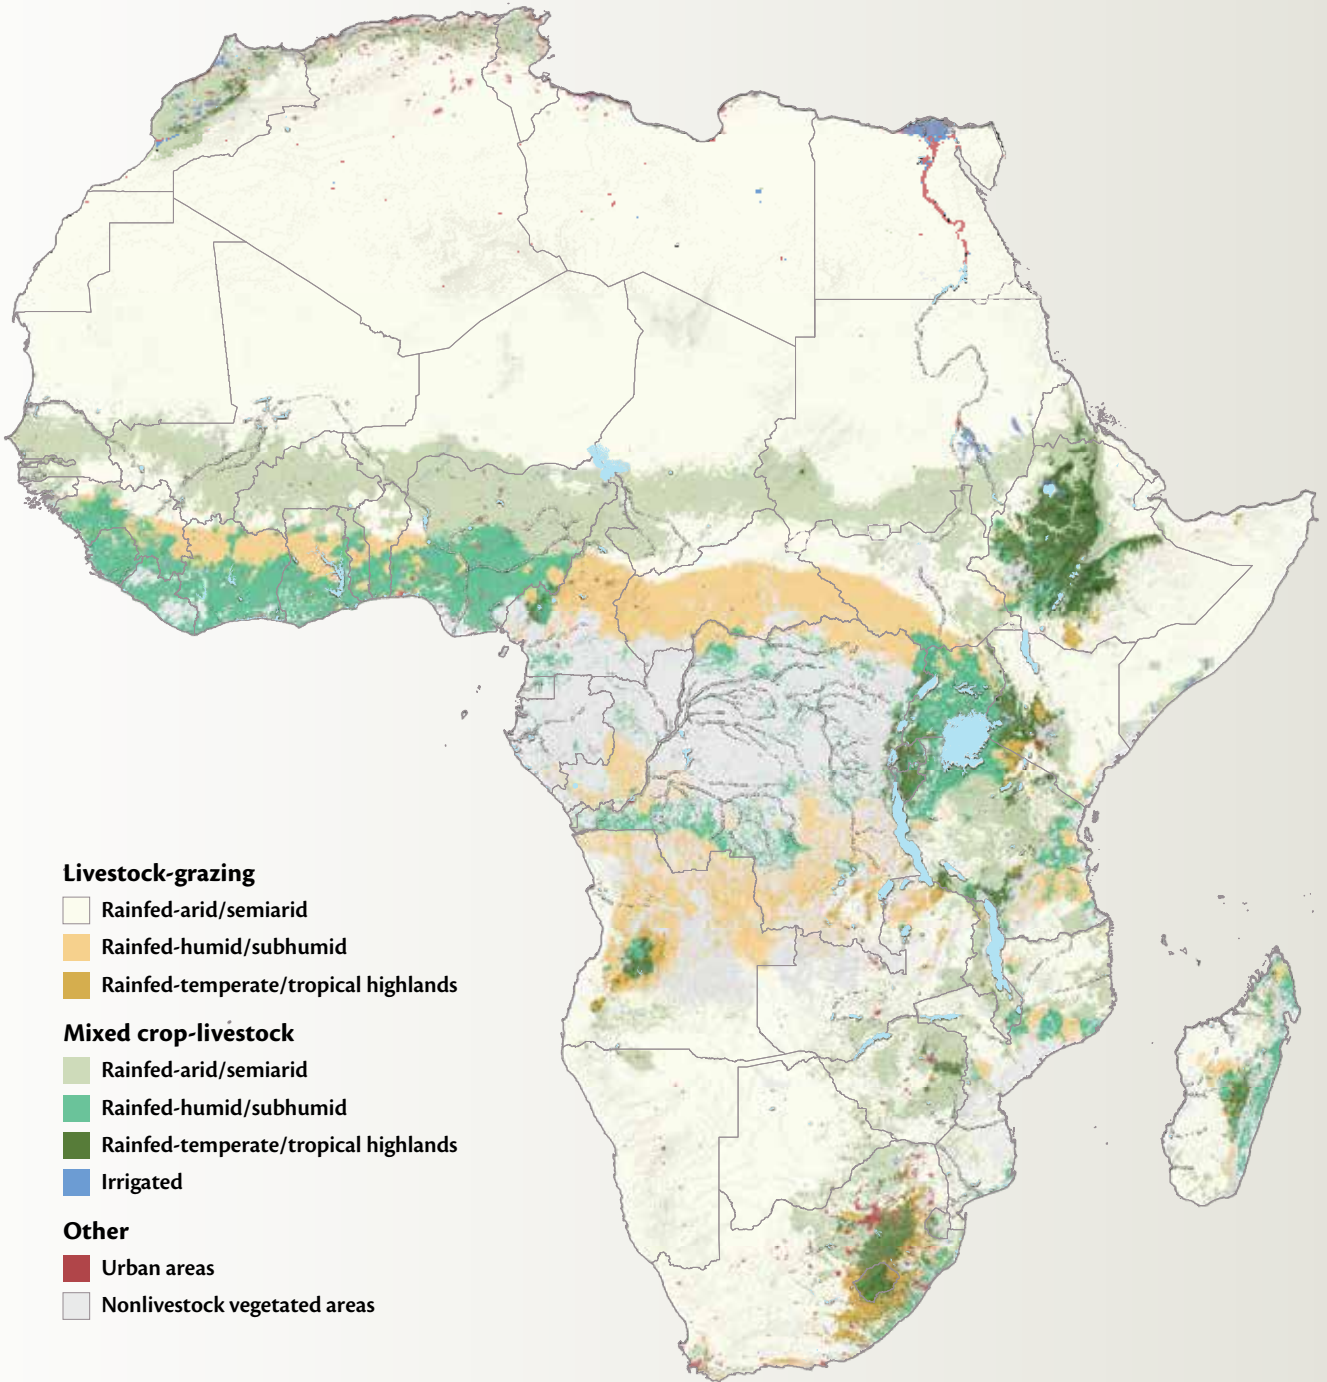 Livestock-grazing
Rainfed-arid/semiarid
Rainfed-humid/subhumid
Rainfed-temperate/tropical highlands
Mixed crop-livestock
Rainfed-arid/semiarid
Rainfed-humid/subhumid
Rainfed-temperate/tropical highlands
Irrigated
Other
Urban areas
Nonlivestock vegetated areas